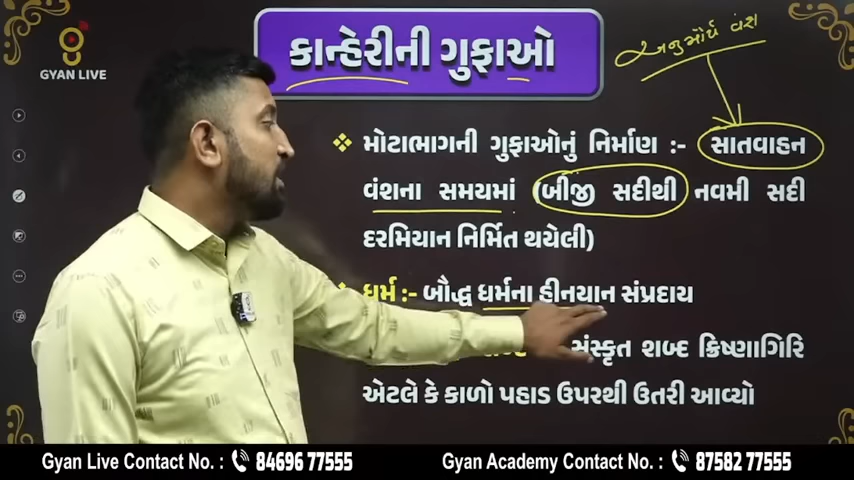 કાન્હેરીની ગુફાઓ
અનુમૌર્ય વંશ
GYAN LIVE
❖ મોટાભાગની ગુફાઓનું નિર્માણ :- સાતવાહન
વંશના સમયમાં (બીજી સદીથી નવમી સદી
દરમિયાન નિર્મિત થયેલી)
ધર્મ :- બૌદ્ધ ધર્મના હીનયાન સંપ્રદાય
સંસ્કૃત શબ્દ ક્રિષ્ણાગિરિ
એટલે કે કાળો પહાડ ઉપરથી ઉતરી આવ્યો
Gyan Live Contact No. : 84696 77555
Gyan Academy Contact No. : 87582 77555